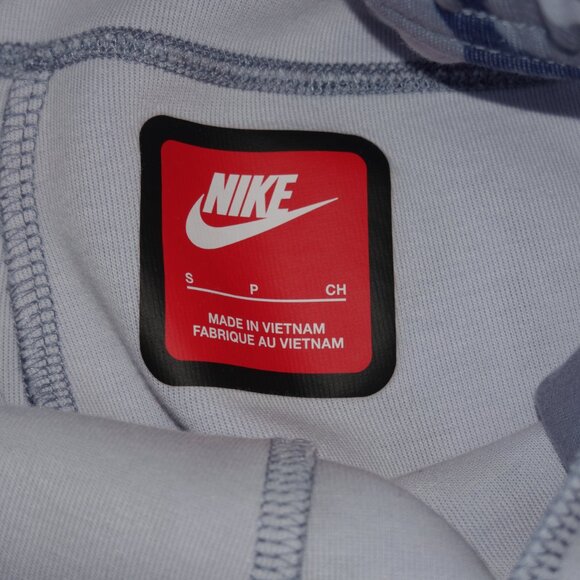 NIKE
S P CH
MADE IN VIETNAM
FABRIQUE AU VIETNAM